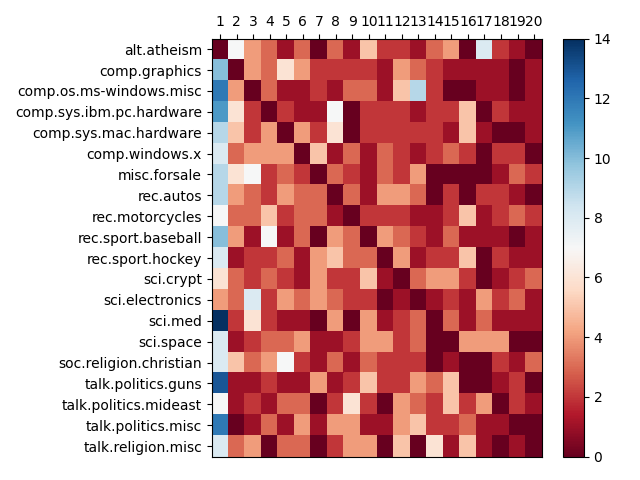 1 2 3 4 5 6 7 8 9 10 11 12 13 14 15 16 17 18 19 20
alt.atheism
comp.graphics
comp.os.ms-windows.misc
comp.sys.ibm.pc.hardware
comp.sys.mac.hardware
comp.windows.x
misc.forsale
rec.autos
rec.motorcycles
rec.sport.baseball
rec.sport.hockey
sci.crypt
sci.electronics
sci.med
sci.space
soc.religion.christian
talk.politics.guns
talk.politics.mideast
talk.politics.misc
talk.religion.misc
14
12
10
8
6
4
2
0